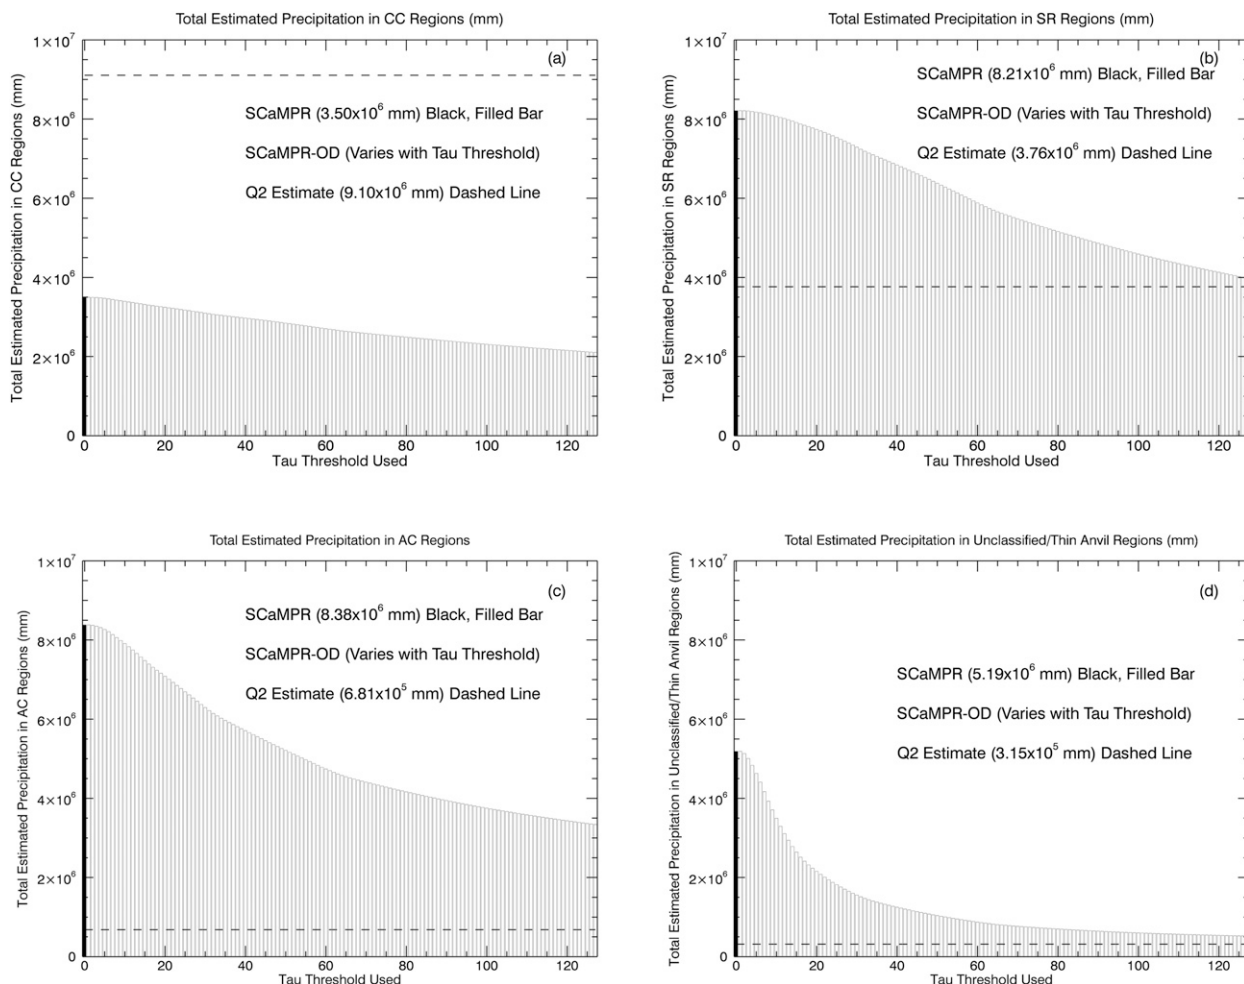 Total Estimated Precipitation in CC Regions (mm)
Total Estimated Precipitation in CC Regions (mm)
1×10⁷
8×10⁶
6×10⁶
4×10⁶
2×10⁶
0
(a)
SCaMPR (3.50x10⁶ mm) Black, Filled Bar
SCaMPR-OD (Varies with Tau Threshold)
Q2 Estimate (9.10x10⁶ mm) Dashed Line
0 20 40 60 80 100 120
Tau Threshold Used
Total Estimated Precipitation in SR Regions (mm)
Total Estimated Precipitation in SR Regions (mm)
1×10⁷
8×10⁶
6×10⁶
4×10⁶
2×10⁶
0
(b)
SCaMPR (8.21x10⁶ mm) Black, Filled Bar
SCaMPR-OD (Varies with Tau Threshold)
Q2 Estimate (3.76x10⁶ mm) Dashed Line
0 20 40 60 80 100 120
Tau Threshold Used
Total Estimated Precipitation in AC Regions
Total Estimated Precipitation in AC Regions (mm)
1×10⁷
8×10⁶
6×10⁶
4×10⁶
2×10⁶
0
(c)
SCaMPR (8.38x10⁶ mm) Black, Filled Bar
SCaMPR-OD (Varies with Tau Threshold)
Q2 Estimate (6.81x10⁵ mm) Dashed Line
0 20 40 60 80 100 120
Tau Threshold Used
Total Estimated Precipitation in Unclassified/Thin Anvil Regions (mm)
Total Estimated Precipitation in Unclassified/Thin Anvil Regions (mm)
1×10⁷
8×10⁶
6×10⁶
4×10⁶
2×10⁶
0
(d)
SCaMPR (5.19x10⁶ mm) Black, Filled Bar
SCaMPR-OD (Varies with Tau Threshold)
Q2 Estimate (3.15x10⁵ mm) Dashed Line
0 20 40 60 80 100 120
Tau Threshold Used